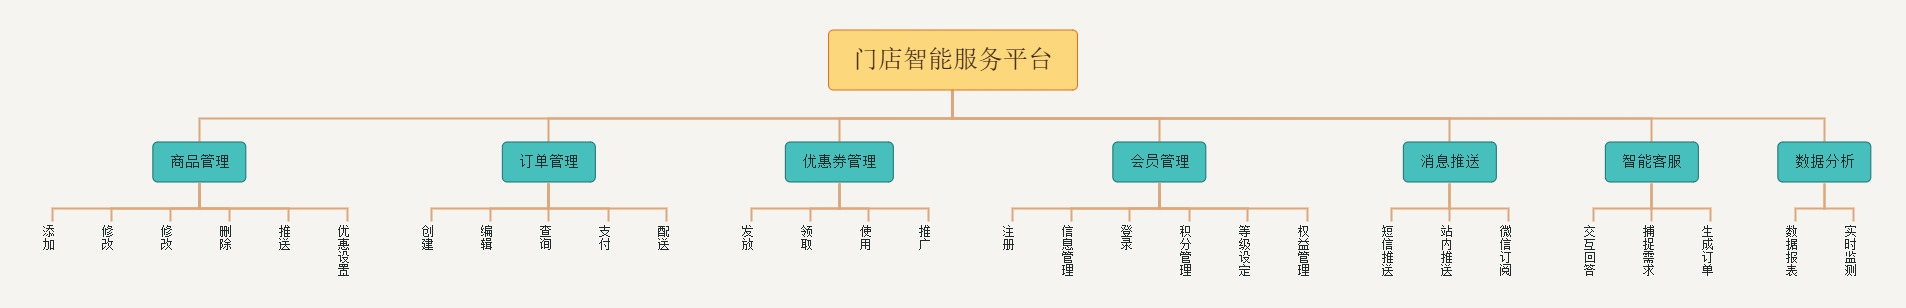 门店智能服务平台
商品管理
订单管理
优惠券管理
会员管理
消息推送
智能客服
数据分析
添加
修改
修改
删除
推送
优惠设置
创建
编辑
查询
支付
配送
发放
领取
使用
推广
注册
信息管理
登录
积分管理
等级设定
权益管理
短信推送
站内推送
微信订阅
交互回答
捕捉需求
生成订单
数据报表
实时监测